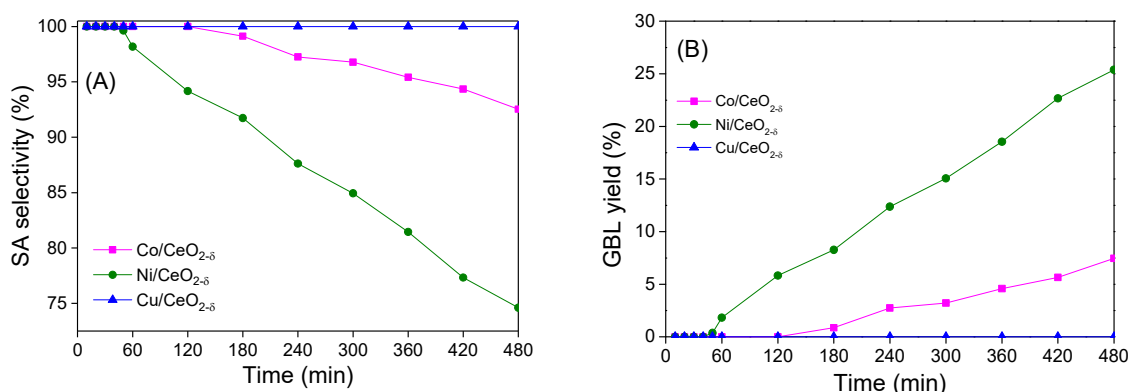 (A)
SA selectivity (%)
100
95
90
85
80
75
Co/CeO₂₋δ
Ni/CeO₂₋δ
Cu/CeO₂₋δ
0 60 120 180 240 300 360 420 480
Time (min)
(B)
GBL yield (%)
30
25
20
15
10
5
0
Co/CeO₂₋δ
Ni/CeO₂₋δ
Cu/CeO₂₋δ
0 60 120 180 240 300 360 420 480
Time (min)